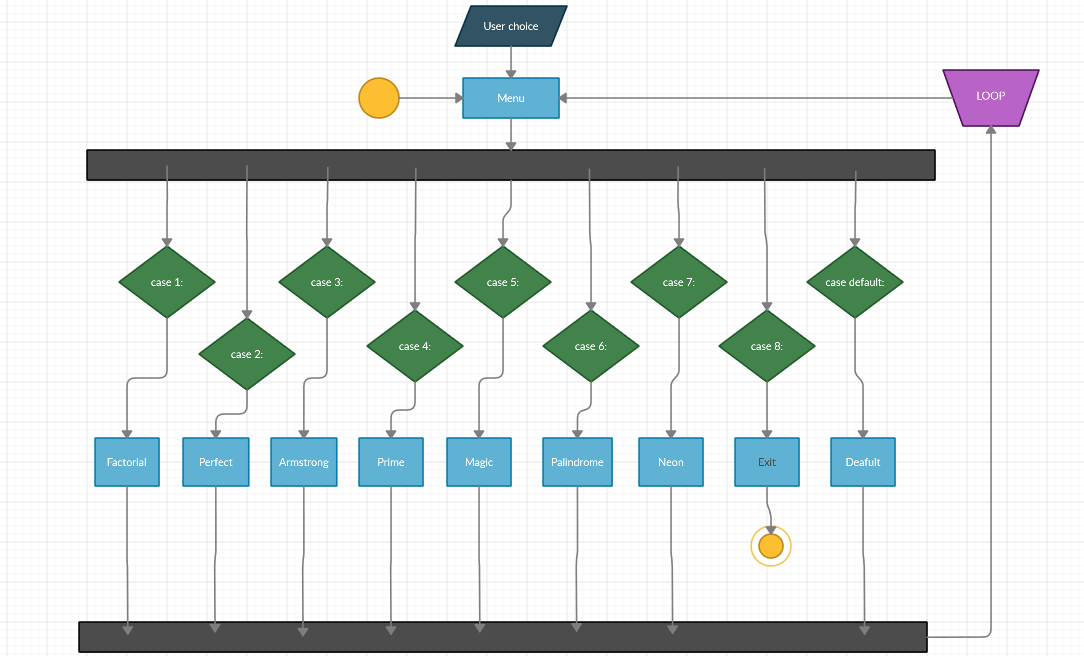 User choice
Menu
LOOP
case 1:
case 3:
case 5:
case 7:
case default:
case 2:
case 4:
case 6:
case 8:
Factorial
Perfect
Armstrong
Prime
Magic
Palindrome
Neon
Exit
Deafult